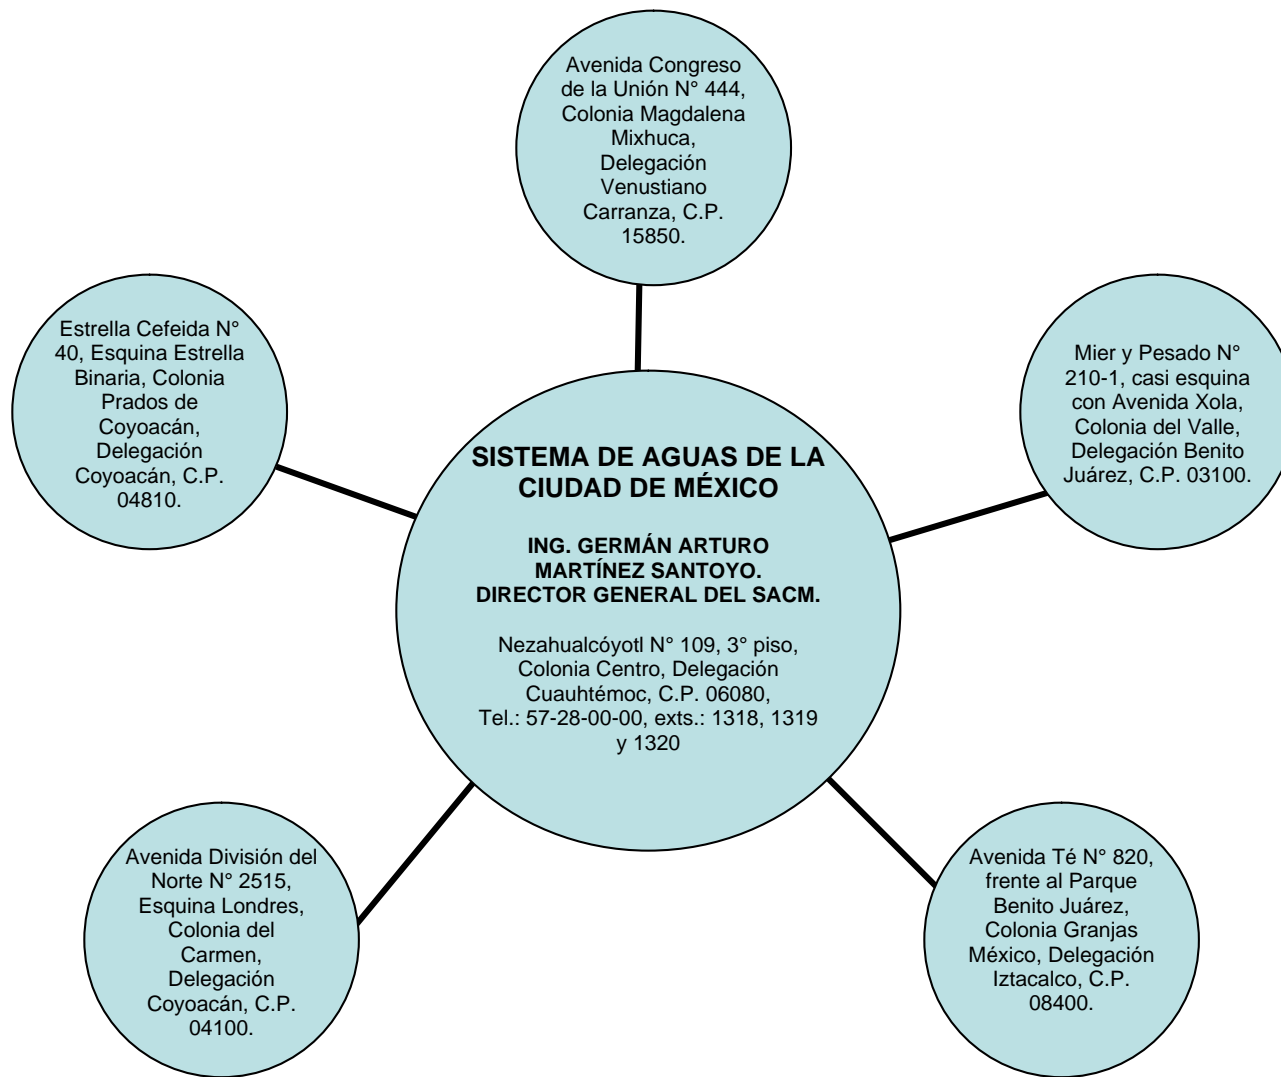 Avenida Congreso
de la Unión N° 444,
Colonia Magdalena
Mixhuca,
Delegación
Venustiano
Carranza, C.P.
15850.
Estrella Cefeida N°
40, Esquina Estrella
Binaria, Colonia
Prados de
Coyoacán,
Delegación
Coyoacán, C.P.
04810.
Mier y Pesado N°
210-1, casi esquina
con Avenida Xola,
Colonia del Valle,
Delegación Benito
Juárez, C.P. 03100.
SISTEMA DE AGUAS DE LA
CIUDAD DE MÉXICO
ING. GERMÁN ARTURO
MARTÍNEZ SANTOYO.
DIRECTOR GENERAL DEL SACM.
Nezahualcóyotl N° 109, 3° piso,
Colonia Centro, Delegación
Cuauhtémoc, C.P. 06080,
Tel.: 57-28-00-00, exts.: 1318, 1319
y 1320
Avenida División del
Norte N° 2515,
Esquina Londres,
Colonia del
Carmen,
Delegación
Coyoacán, C.P.
04100.
Avenida Té N° 820,
frente al Parque
Benito Juárez,
Colonia Granjas
México, Delegación
Iztacalco, C.P.
08400.